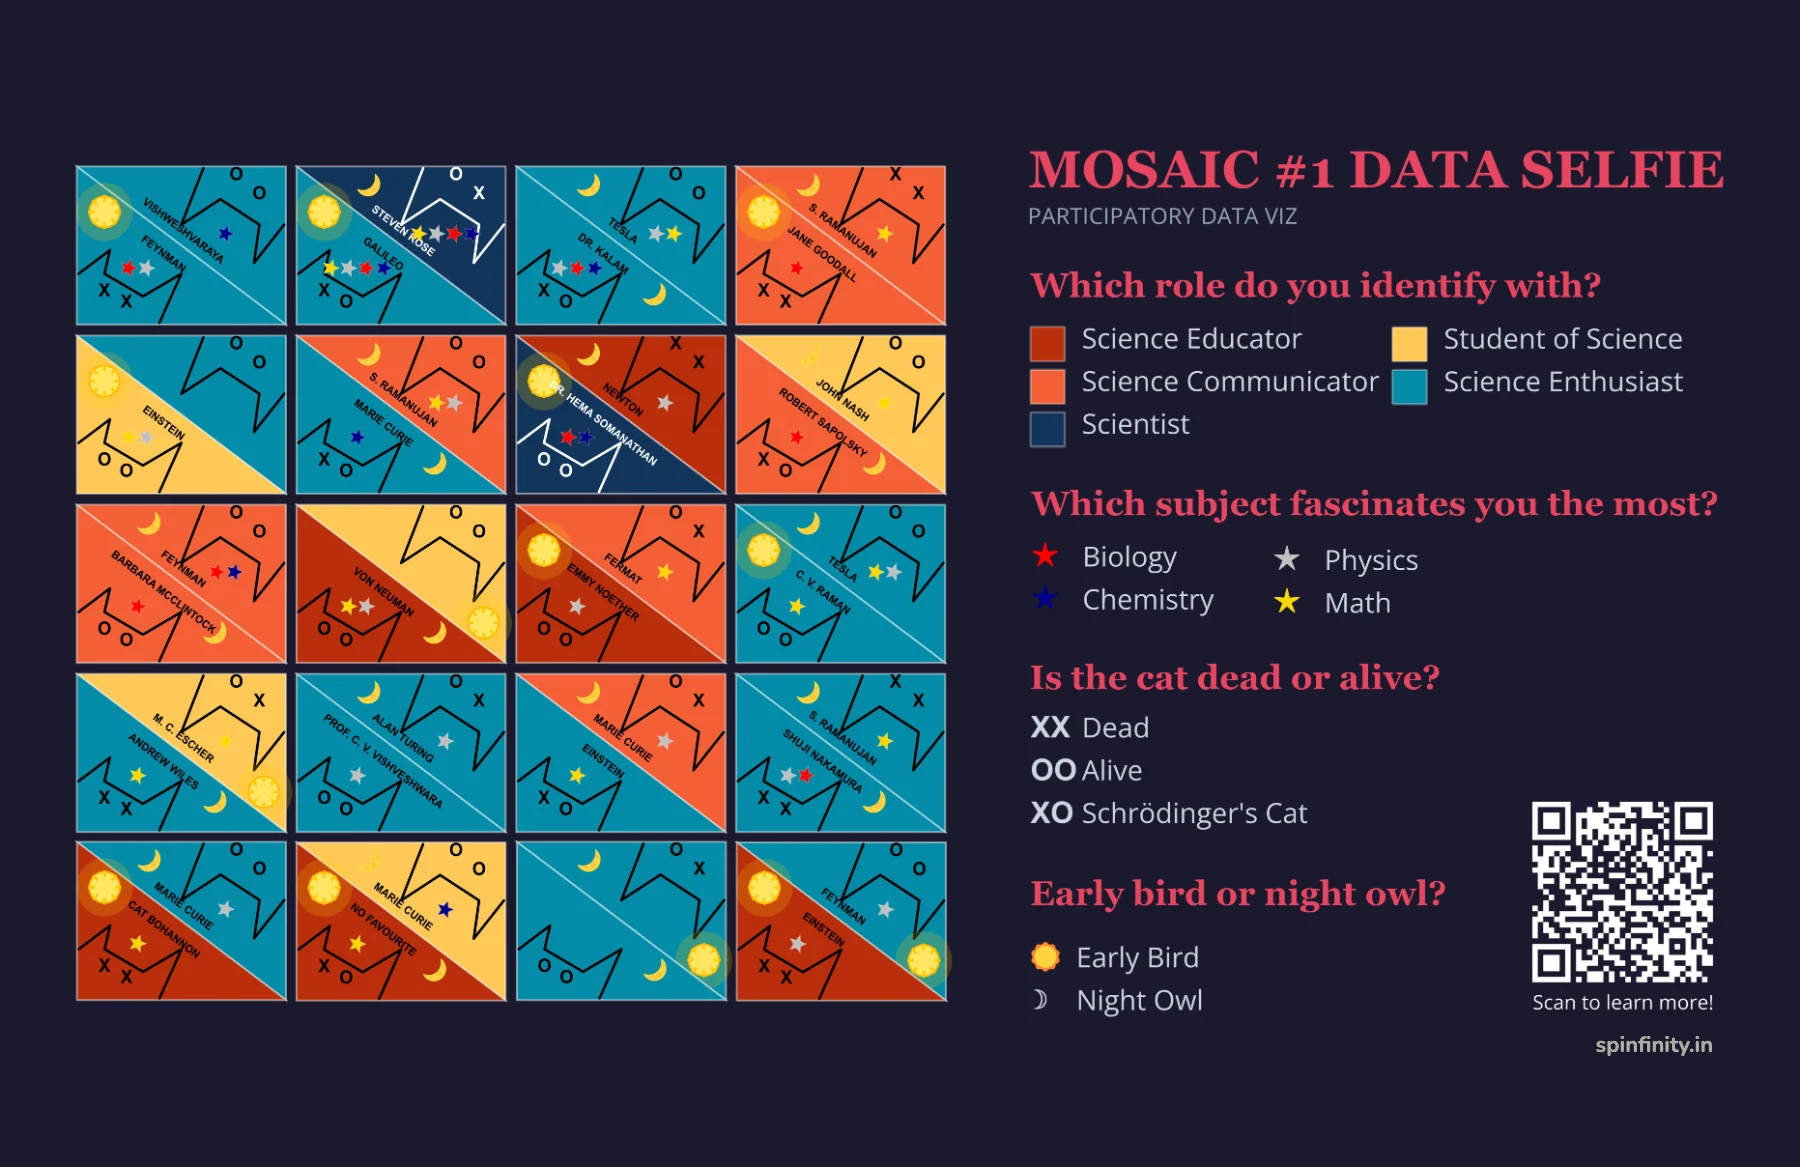 MOSAIC #1 DATA SELFIE
PARTICIPATORY DATA VIZ
Which role do you identify with?
Science Educator
Student of Science
Science Communicator
Science Enthusiast
Scientist
Which subject fascinates you the most?
Biology
Physics
Chemistry
Math
Is the cat dead or alive?
XX Dead
OO Alive
XO Schrödinger's Cat
Early bird or night owl?
Early Bird
Night Owl
Scan to learn more!
spinfinity.in
O O
VISHWESHVARAYA
FEYNMAN
X X
O X
STEVEN ROSE
GALILEO
X O
O O
TESLA
DR. KALAM
X O
X X
S. RAMANUJAN
JANE GOODALL
X X
O O
EINSTEIN
O O
O O
S. RAMANUJAN
MARIE CURIE
X O
X X
NEWTON
DR. HEMA SOMANATHAN
O O
O O
JOHN NASH
ROBERT SAPOLSKY
X O
O O
FEYNMAN
BARBARA MCCLINTOCK
O O
O O
VON NEUMAN
O O
O X
FERMAT
EMMY NOETHER
X O
O O
TESLA
C. V. RAMAN
O O
O X
M. C. ESCHER
ANDREW WILES
X X
O X
ALAN TURING
PROF. C. V. VISHVESHWARA
O O
O X
MARIE CURIE
EINSTEIN
X O
X X
S. RAMANUJAN
SHUJI NAKAMURA
X X
O O
MARIE CURIE
CAT BOHANNON
X X
O O
MARIE CURIE
NO FAVOURITE
X O
O X
O O
O O
FEYNMAN
EINSTEIN
X X